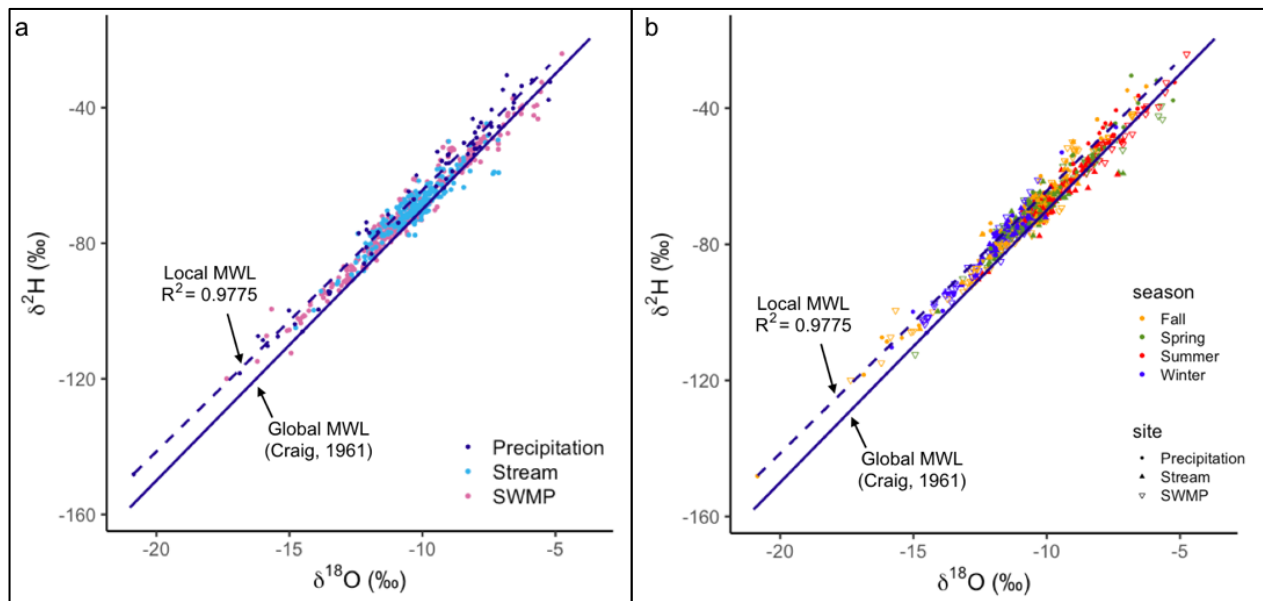 a
-40
-80
-120
-160
δ²H (‰)
Local MWL
R² = 0.9775
Global MWL
(Craig, 1961)
Precipitation
Stream
SWMP
-20 -15 -10 -5
δ¹⁸O (‰)
b
-40
-80
-120
-160
δ²H (‰)
Local MWL
R² = 0.9775
Global MWL
(Craig, 1961)
season
Fall
Spring
Summer
Winter
site
Precipitation
Stream
SWMP
-20 -15 -10 -5
δ¹⁸O (‰)